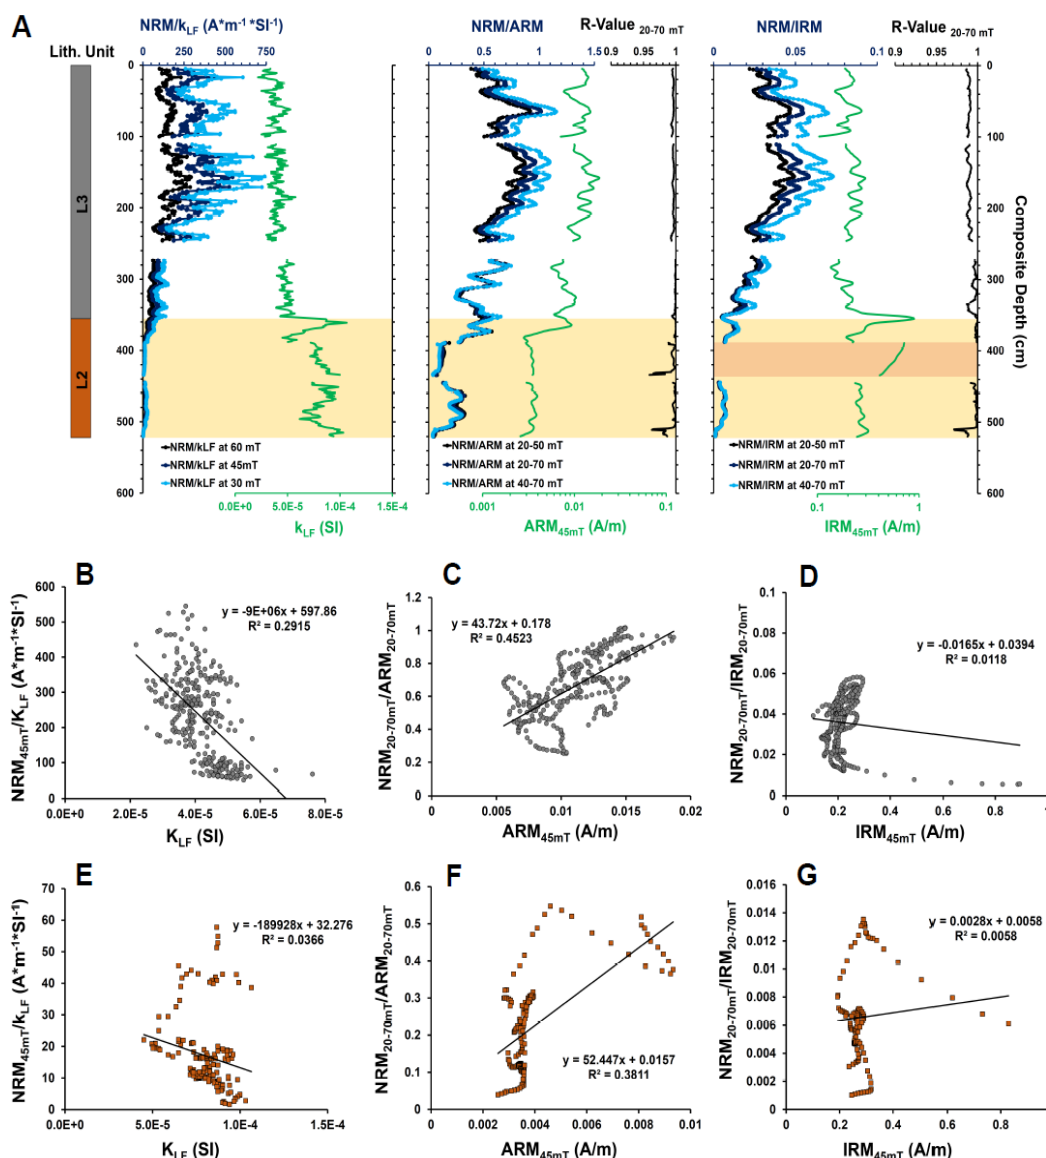 A
NRM/kLF (A*m-1 *SI-1)
NRM/ARM
R-Value 20-70 mT
NRM/IRM
R-Value 20-70 mT
Lith. Unit
0 250 500 750
0.5 1 1.5
0.9 0.95 1
0 0.05 0.1
0.9 0.95 1
0
100
200
300
400
500
600
L3
L2
0
100
200
300
400
500
600
Composite Depth (cm)
NRM/kLF at 60 mT
NRM/kLF at 45mT
NRM/kLF at 30 mT
NRM/ARM at 20-50 mT
NRM/ARM at 20-70 mT
NRM/ARM at 40-70 mT
NRM/IRM at 20-50 mT
NRM/IRM at 20-70 mT
NRM/IRM at 40-70 mT
0.0E+0 5.0E-5 1.0E-4 1.5E-4
kLF (SI)
0.001 0.01 0.1
ARM45mT (A/m)
0.1 1
IRM45mT (A/m)
B
600
500
400
300
200
100
0
NRM45mT/KLF (A*m-1*SI-1)
y = -9E+06x + 597.86
R² = 0.2915
0.0E+0 2.0E-5 4.0E-5 6.0E-5 8.0E-5
KLF (SI)
C
1.2
1
0.8
0.6
0.4
0.2
0
NRM20-70mT/ARM20-70mT
y = 43.72x + 0.178
R² = 0.4523
0 0.005 0.01 0.015 0.02
ARM45mT (A/m)
D
0.1
0.08
0.06
0.04
0.02
0
NRM20-70mT/IRM20-70mT
y = -0.0165x + 0.0394
R² = 0.0118
0 0.2 0.4 0.6 0.8 1
IRM45mT (A/m)
E
70
60
50
40
30
20
10
0
NRM45mT/kLF (A*m-1*SI-1)
y = -189928x + 32.276
R² = 0.0366
0.0E+0 5.0E-5 1.0E-4 1.5E-4
KLF (SI)
F
0.6
0.5
0.4
0.3
0.2
0.1
0
NRM20-70mT/ARM20-70mT
y = 52.447x + 0.0157
R² = 0.3811
0 0.002 0.004 0.006 0.008 0.01
ARM45mT (A/m)
G
0.016
0.014
0.012
0.01
0.008
0.006
0.004
0.002
0
NRM20-70mT/IRM20-70mT
y = 0.0028x + 0.0058
R² = 0.0058
0 0.2 0.4 0.6 0.8 1
IRM45mT (A/m)